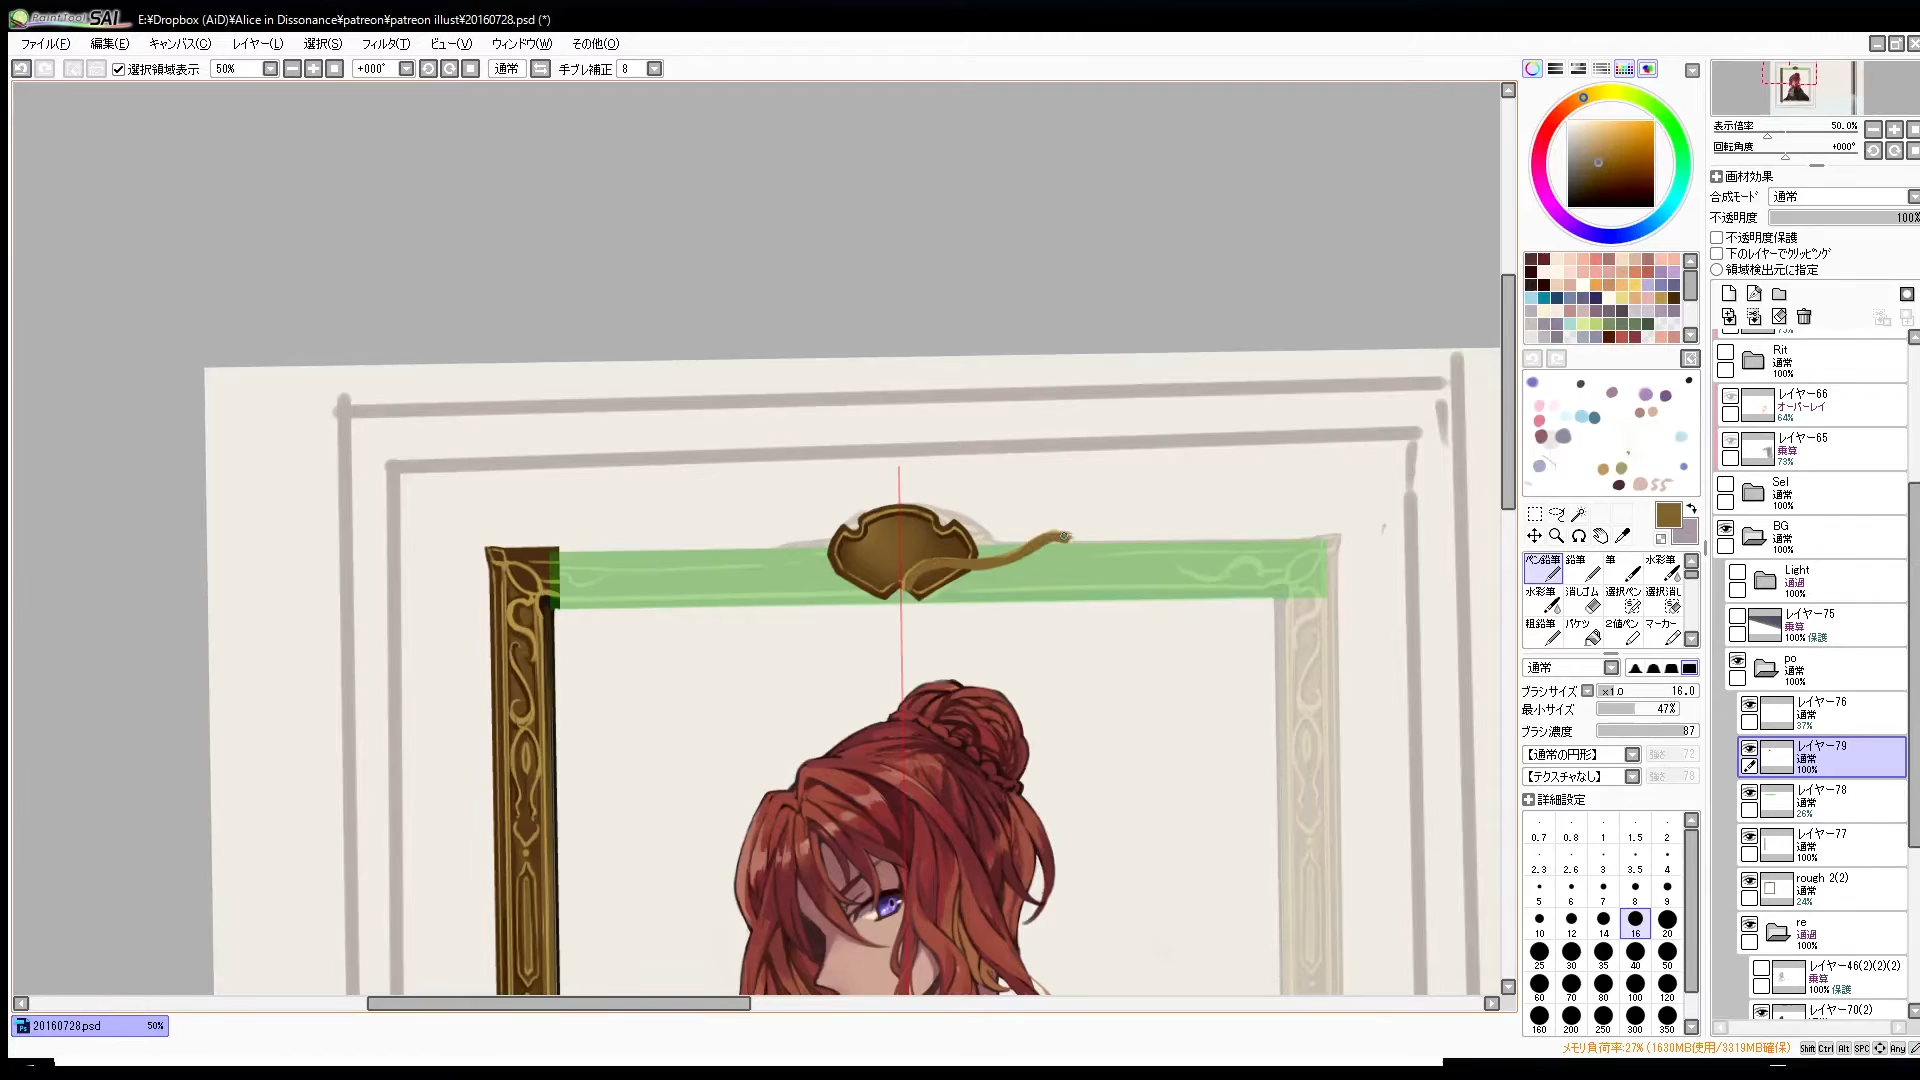 PaintTool SAI E:¥Dropbox (AiD)¥Alice in Dissonance¥patreon¥patreon illust¥20160728.psd (*)
ファイル(F) 編集(E) キャンバス(C) レイヤー(L) 選択(S) フィルタ(T) ビュー(V) ウィンドウ(W) その他(O)
選択領域表示 50% +000° 通常 手ブレ補正 8
表示倍率 50.0%
回転角度 +000°
画材効果
合成モード 通常
不透明度 100%
不透明度保護
下のレイヤーでクリッピング
領域検出元に指定
73%
Rit
通常
100%
レイヤー66
オーバーレイ
64%
レイヤー65
乗算
73%
Sel
通常
100%
BG
通常
100%
Light
通過
100%
レイヤー75
乗算
100% 保護
po
通常
100%
レイヤー76
通常
37%
レイヤー79
通常
100%
レイヤー78
通常
26%
レイヤー77
通常
100%
rough 2(2)
通常
24%
re
通過
100%
レイヤー46(2)(2)(2)
乗算
100% 保護
レイヤー70(2)
ペン鉛筆 鉛筆 筆 水彩筆
水彩筆 消しゴム 選択ペン 選択消し
粗鉛筆 バケツ 2値ペン マーカー
通常
ブラシサイズ x1.0 16.0
最小サイズ 47%
ブラシ濃度 87
【通常の円形】 強さ 72
【テクスチャなし】 強さ 78
詳細設定
0.7 0.8 1 1.5 2
2.3 2.6 3 3.5 4
5 6 7 8 9
10 12 14 16 20
25 30 35 40 50
60 70 80 100 120
160 200 250 300 350
20160728.psd 50%
メモリ負荷率:27% (1630MB使用/3319MB確保)
Shift Ctrl Alt SPC Any